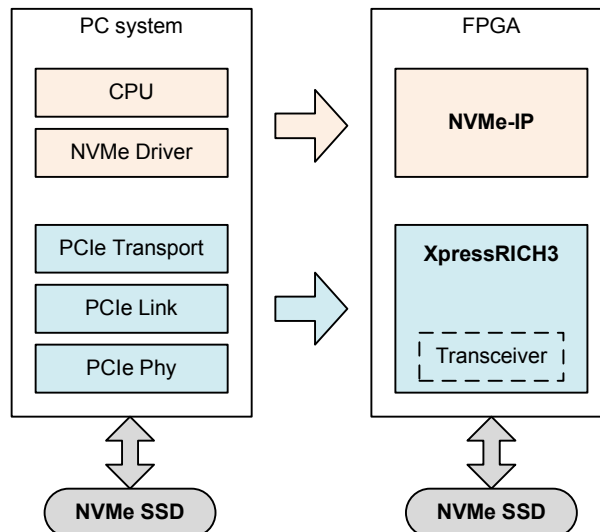 PC system
CPU
NVMe Driver
PCIe Transport
PCIe Link
PCIe Phy
NVMe SSD
FPGA
NVMe-IP
XpressRICH3
Transceiver
NVMe SSD